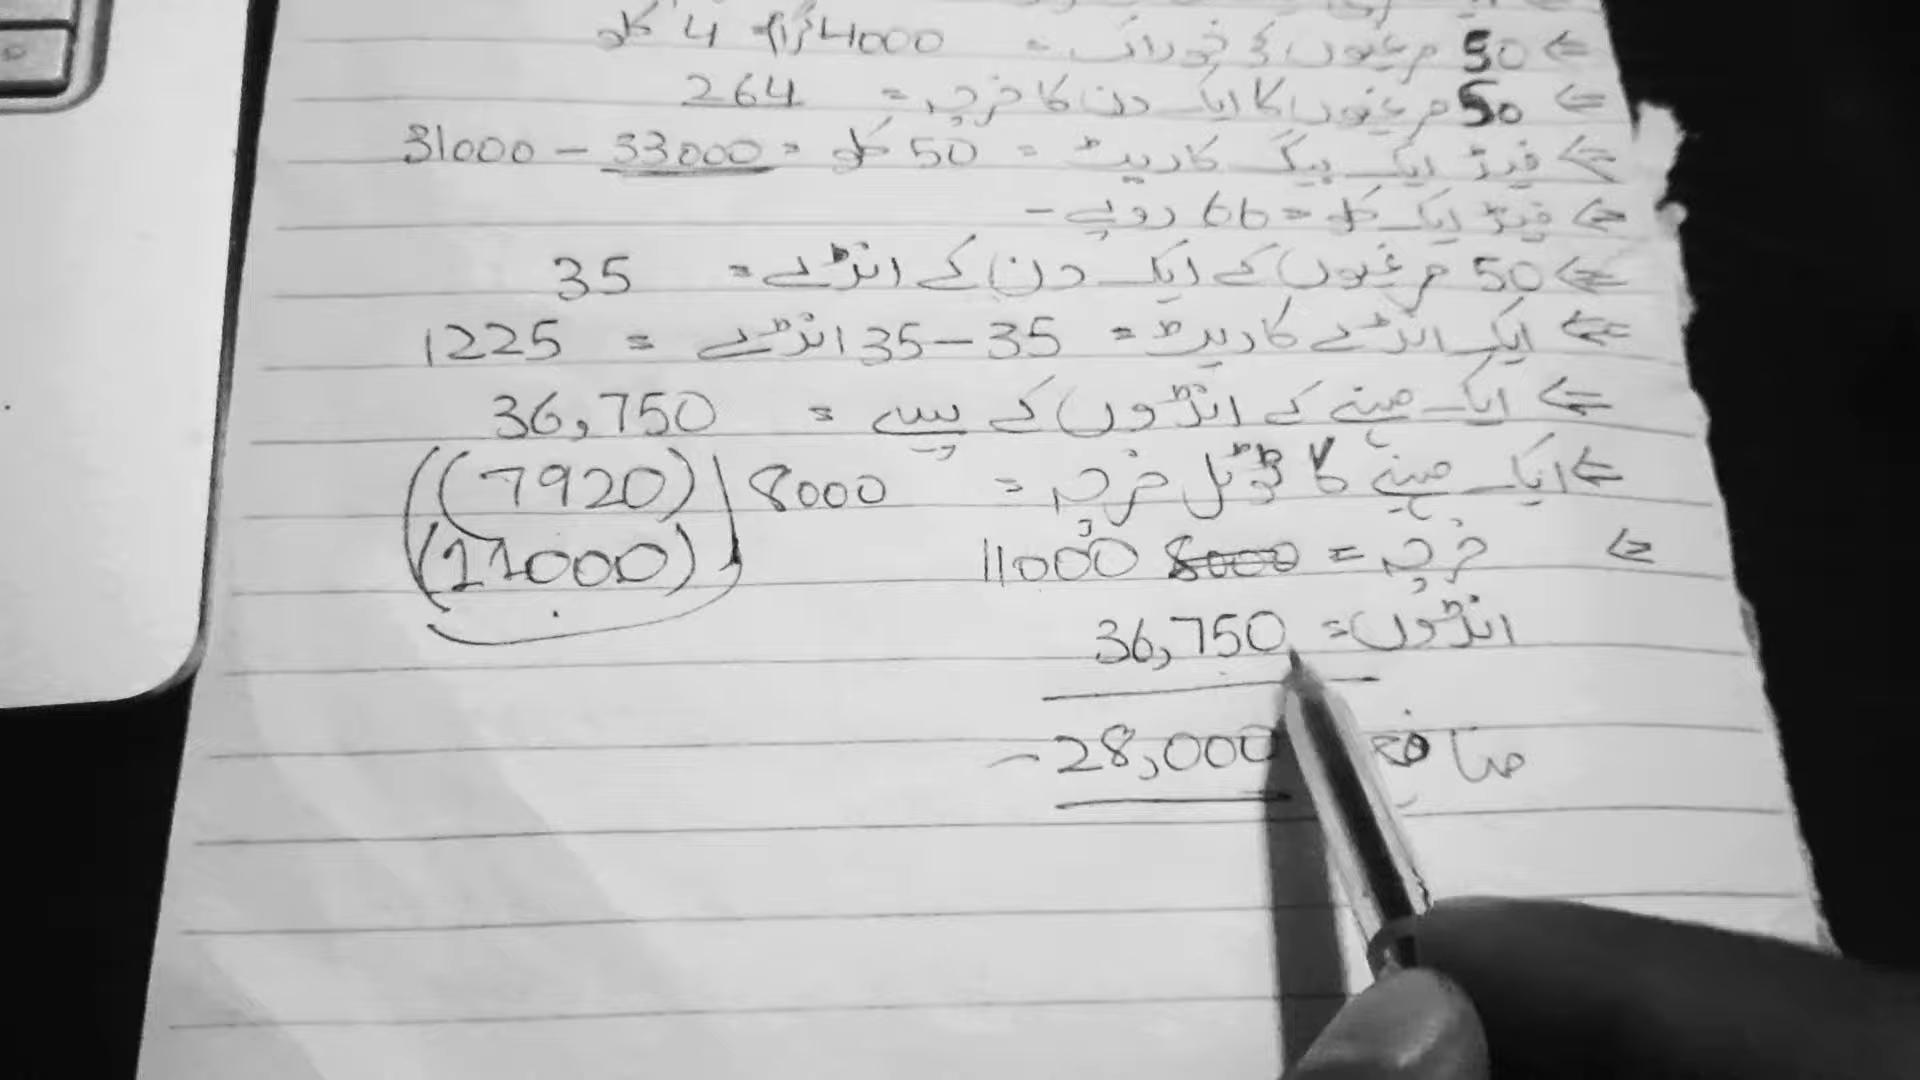 ⇐ 50 مرغیوں کی خوراک = 4000 گرام 4 کلو
⇐ 50 مرغیوں کا ایک دن کا خرچہ = 264
⇐ فیڈ ایک بیگ کا ریٹ = 50 کلو = 33000 - 31000
⇐ فیڈ ایک کلو = 66 روپے -
⇐ 50 مرغیوں کے ایک دن کے انڈے = 35
⇐ ایک انڈے کا ریٹ = 35 - 35 انڈے = 1225
⇐ ایک مہینے کے انڈوں کے پیسے = 36,750
⇐ ایک مہینے کا ٹوٹل خرچہ = 8000 (7920)
(11000)
⇐ خرچہ = 8000 11000
انڈوں = 36,750
منافع 28,000 -